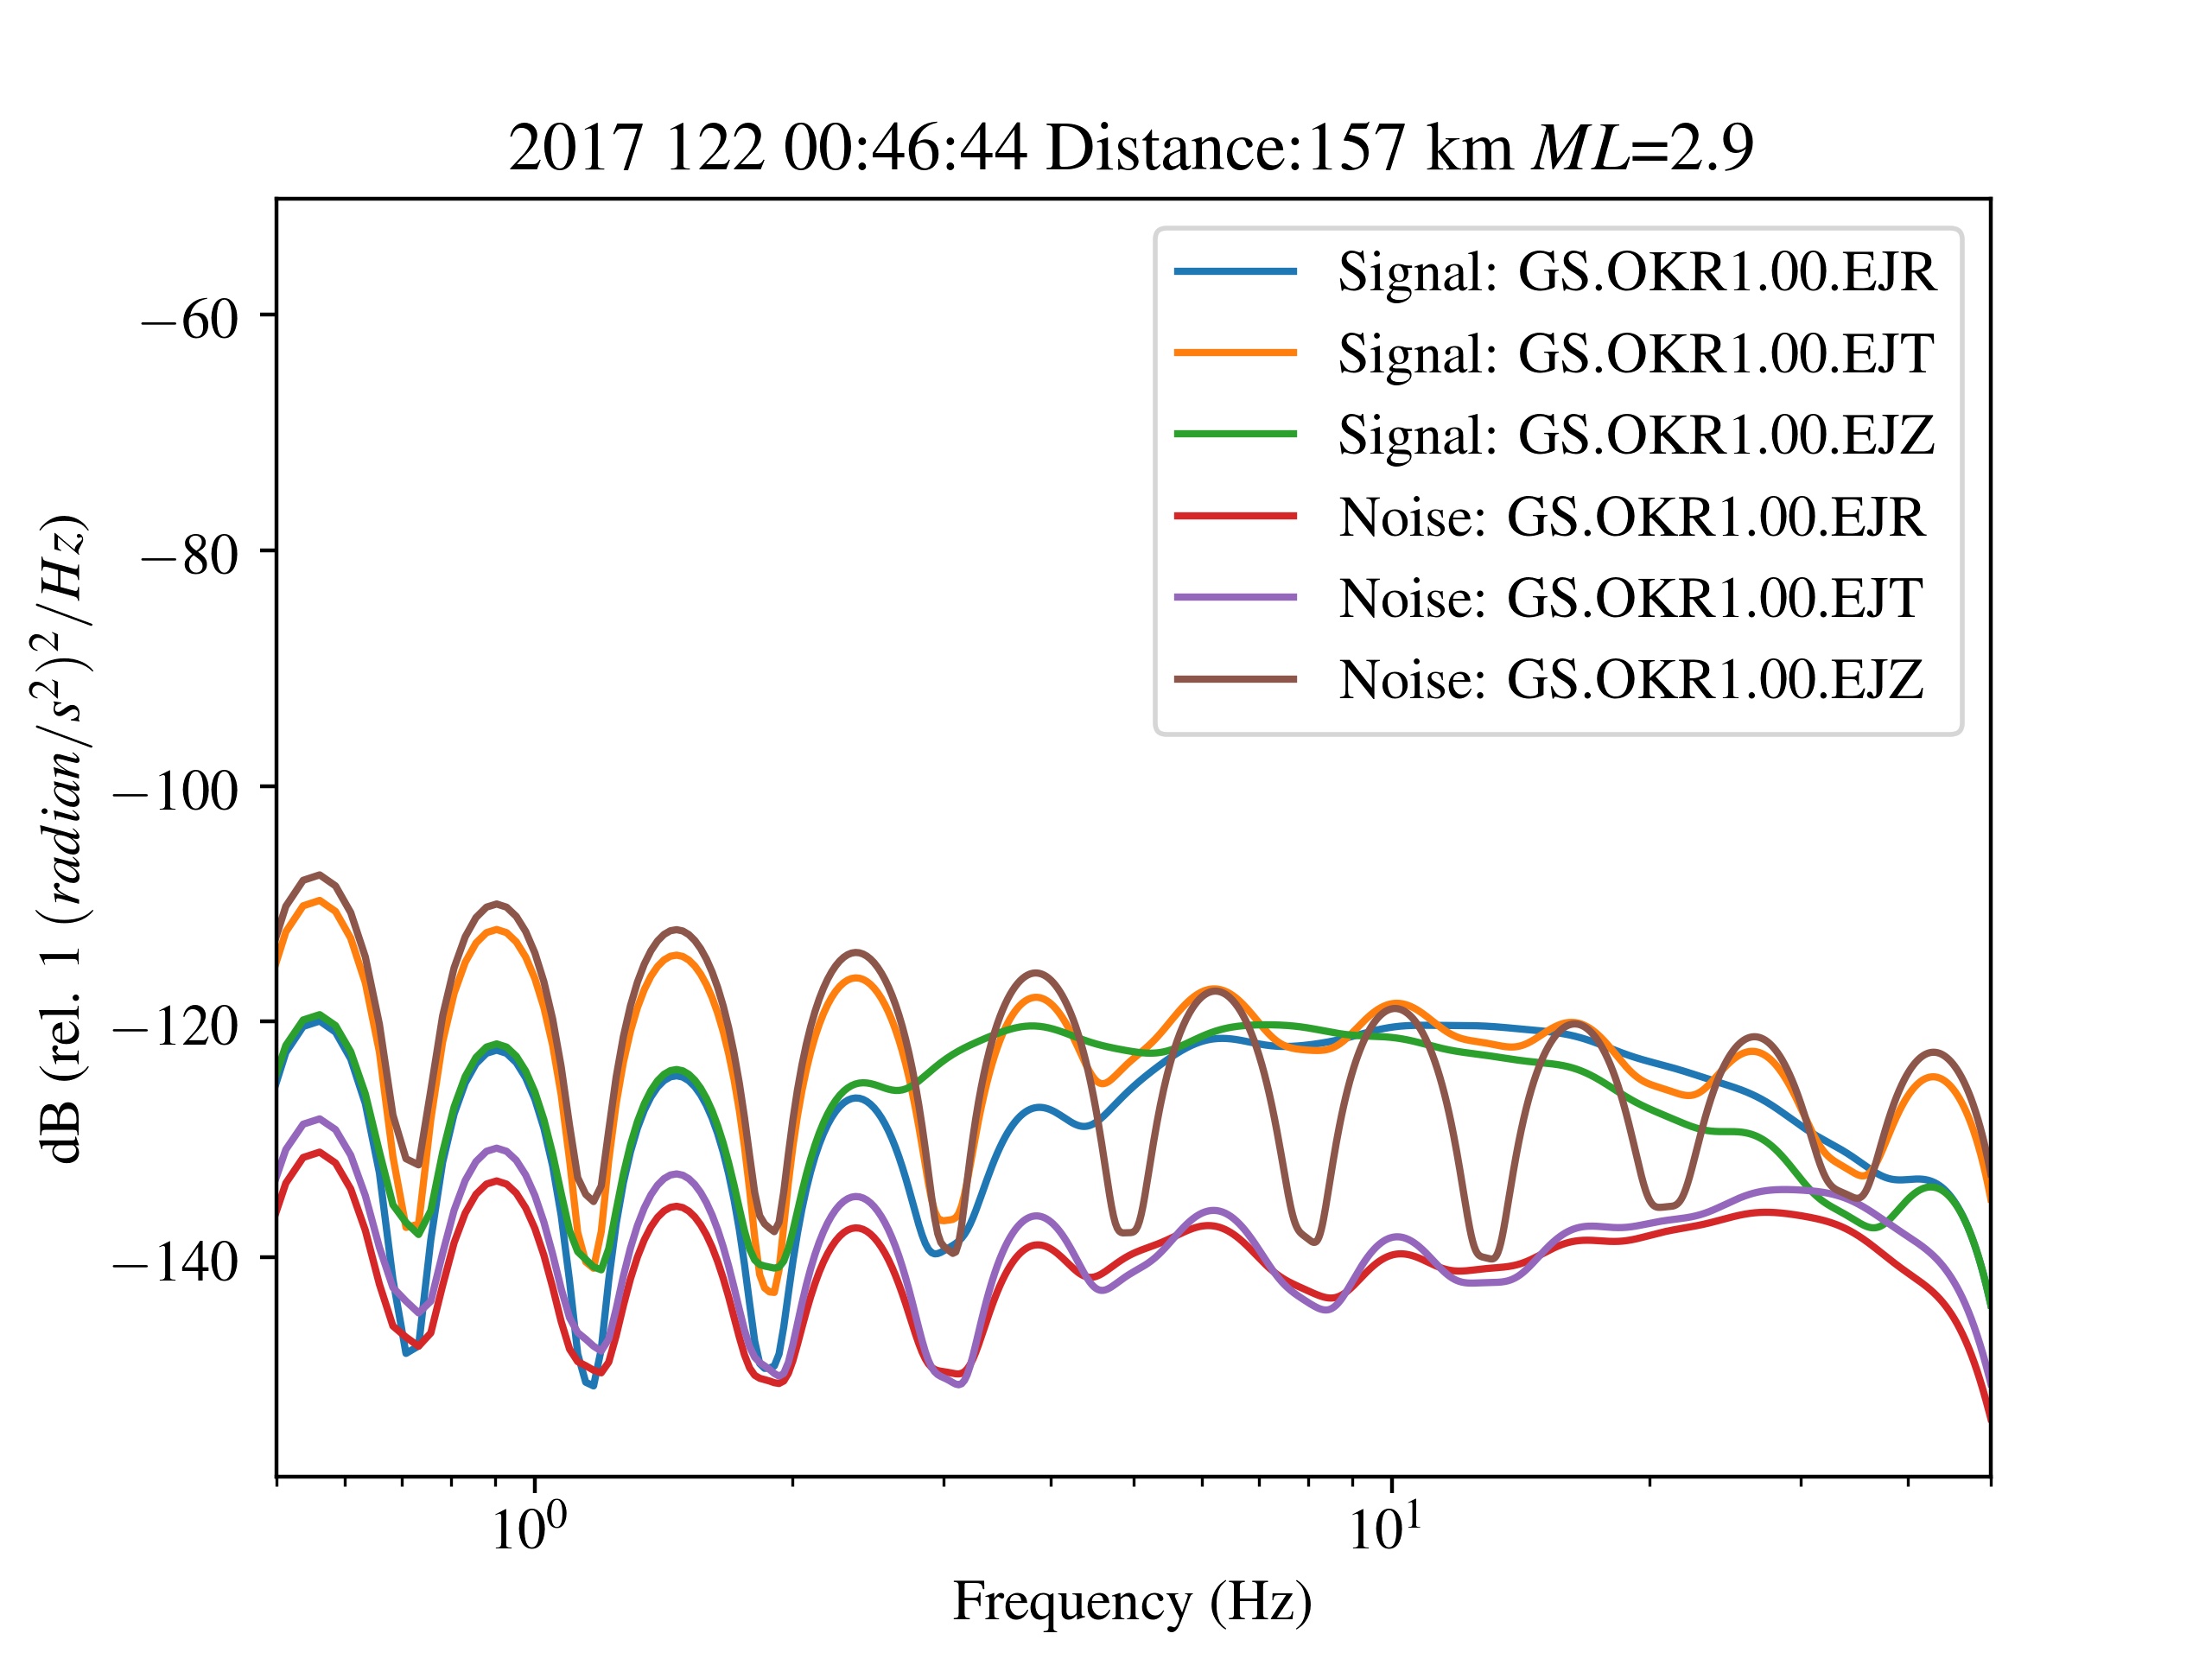 2017 122 00:46:44 Distance:157 km ML=2.9
Signal: GS.OKR1.00.EJR
Signal: GS.OKR1.00.EJT
Signal: GS.OKR1.00.EJZ
Noise: GS.OKR1.00.EJR
Noise: GS.OKR1.00.EJT
Noise: GS.OKR1.00.EJZ
−60
−80
−100
−120
−140
dB (rel. 1 (radian/s²)²/Hz)
10⁰ 10¹
Frequency (Hz)